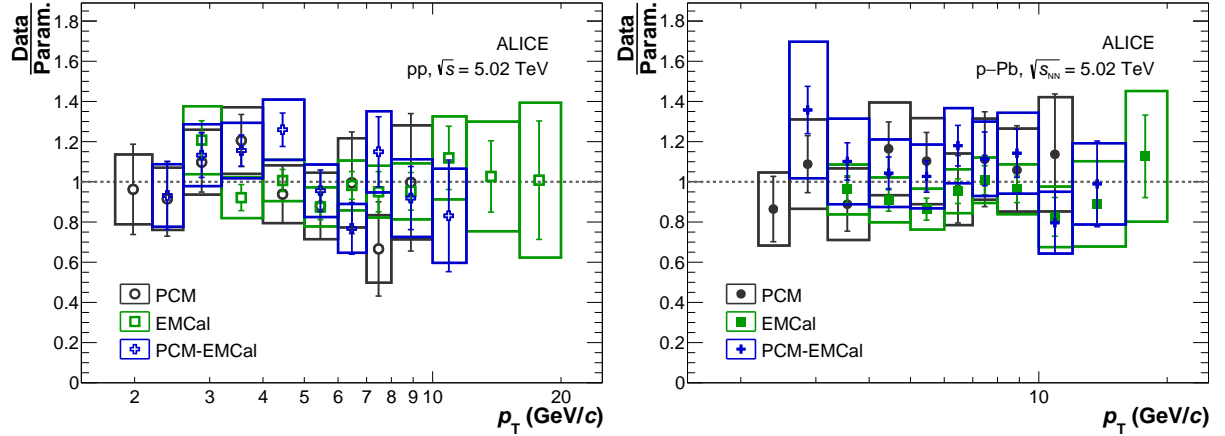 Data
Param.
1.8
1.6
1.4
1.2
1
0.8
0.6
0.4
0.2
0
ALICE
pp, √s = 5.02 TeV
PCM
EMCal
PCM-EMCal
2 3 4 5 6 7 8 9 10 20
p_T (GeV/c)
Data
Param.
1.8
1.6
1.4
1.2
1
0.8
0.6
0.4
0.2
0
ALICE
p−Pb, √s_NN = 5.02 TeV
PCM
EMCal
PCM-EMCal
10
p_T (GeV/c)